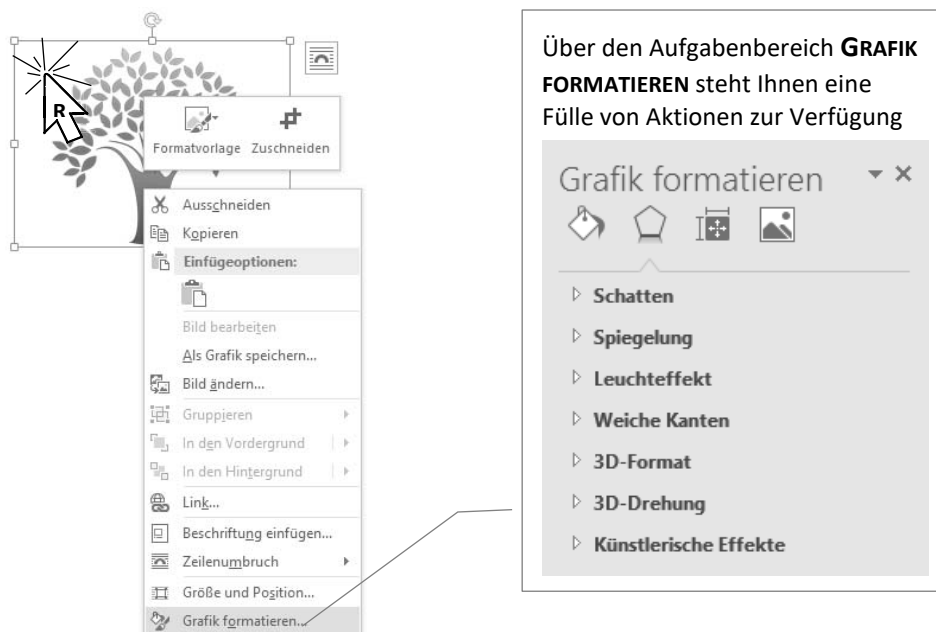 R
Formatvorlage Zuschneiden
Ausschneiden
Kopieren
Einfügeoptionen:
Bild bearbeiten
Als Grafik speichern...
Bild ändern...
Gruppieren
In den Vordergrund
In den Hintergrund
Link...
Beschriftung einfügen...
Zeilenumbruch
Größe und Position...
Grafik formatieren...
Über den Aufgabenbereich GRAFIK
FORMATIEREN steht Ihnen eine
Fülle von Aktionen zur Verfügung
Grafik formatieren
Schatten
Spiegelung
Leuchteffekt
Weiche Kanten
3D-Format
3D-Drehung
Künstlerische Effekte